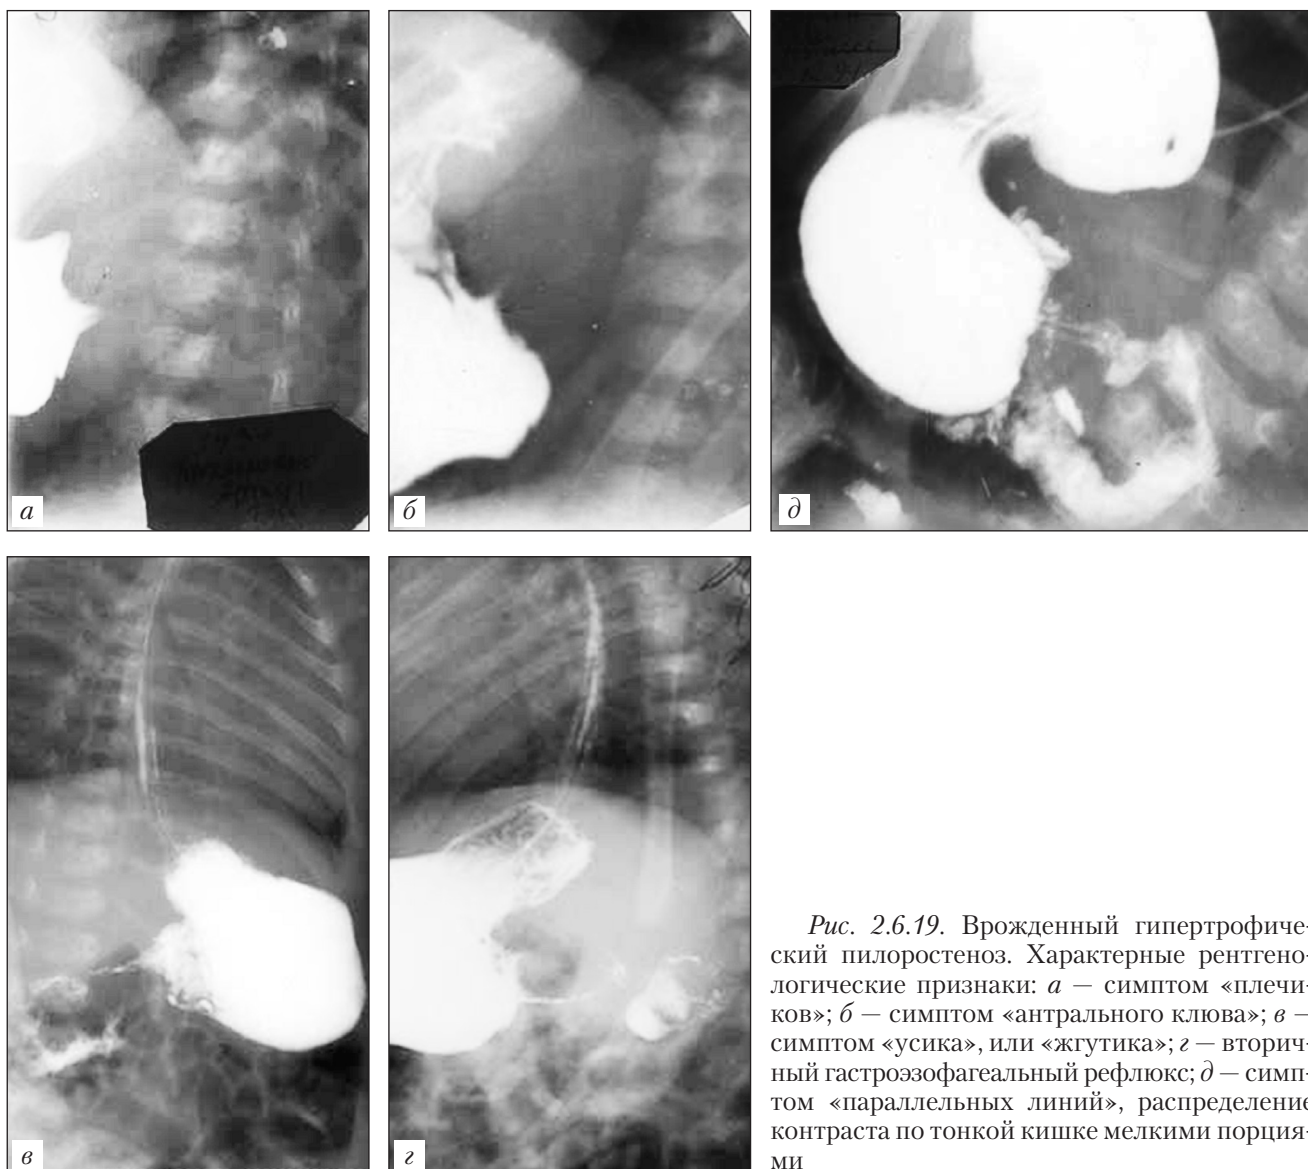 а
б
д
в
г
Рис. 2.6.19. Врожденный гипертрофиче-
ский пилоростеноз. Характерные рентгено-
логические признаки: а — симптом «плечи-
ков»; б — симптом «антрального клюва»; в —
симптом «усика», или «жгутика»; г — вторич-
ный гастроэзофагеальный рефлюкс; д — симп-
том «параллельных линий», распределение
контраста по тонкой кишке мелкими порция-
ми